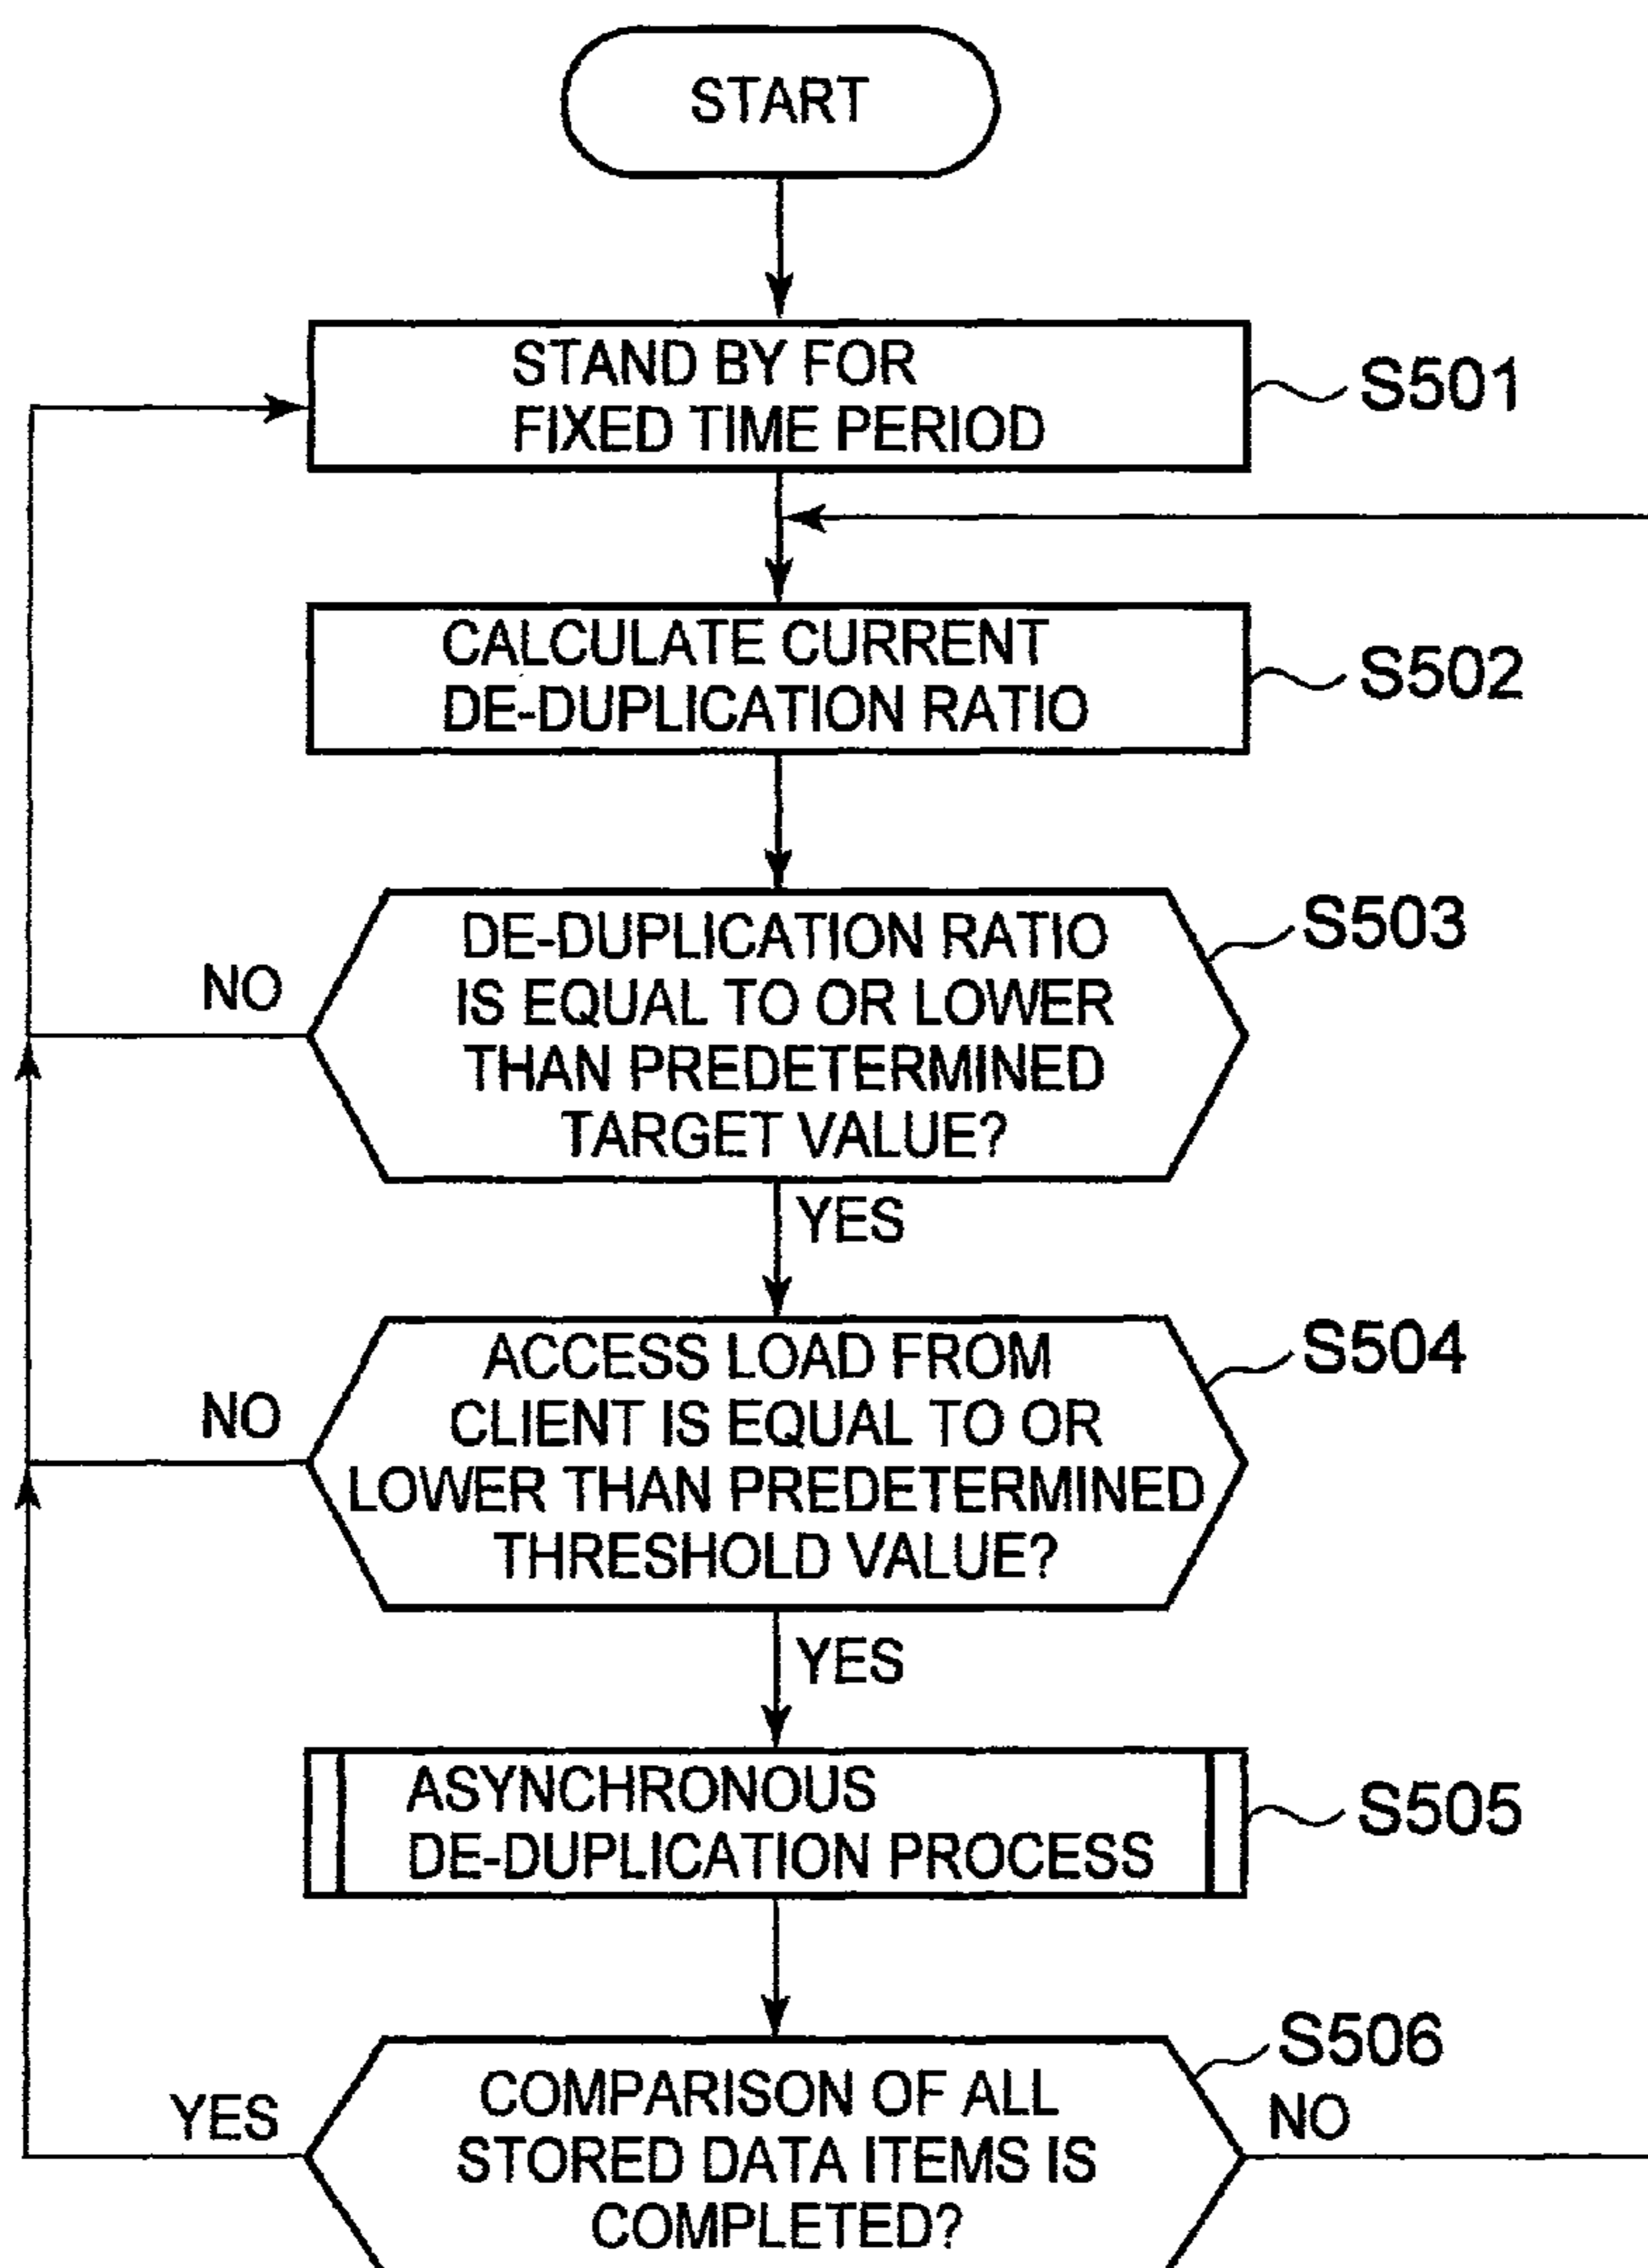 START
STAND BY FOR
FIXED TIME PERIOD
S501
CALCULATE CURRENT
DE-DUPLICATION RATIO
S502
DE-DUPLICATION RATIO
IS EQUAL TO OR LOWER
THAN PREDETERMINED
TARGET VALUE?
S503
NO
YES
ACCESS LOAD FROM
CLIENT IS EQUAL TO OR
LOWER THAN PREDETERMINED
THRESHOLD VALUE?
S504
NO
YES
ASYNCHRONOUS
DE-DUPLICATION PROCESS
S505
COMPARISON OF ALL
STORED DATA ITEMS IS
COMPLETED?
S506
YES
NO